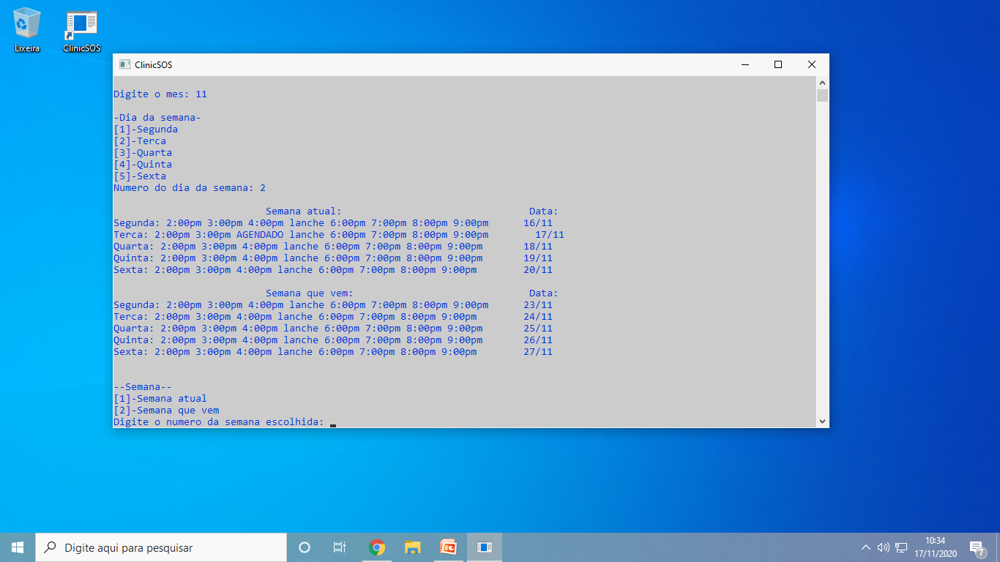 Lixeira
ClinicSOS
ClinicSOS
Digite o mes: 11
-Dia da semana-
[1]-Segunda
[2]-Terca
[3]-Quarta
[4]-Quinta
[5]-Sexta
Numero do dia da semana: 2
Semana atual: Data:
Segunda: 2:00pm 3:00pm 4:00pm lanche 6:00pm 7:00pm 8:00pm 9:00pm 16/11
Terca: 2:00pm 3:00pm AGENDADO lanche 6:00pm 7:00pm 8:00pm 9:00pm 17/11
Quarta: 2:00pm 3:00pm 4:00pm lanche 6:00pm 7:00pm 8:00pm 9:00pm 18/11
Quinta: 2:00pm 3:00pm 4:00pm lanche 6:00pm 7:00pm 8:00pm 9:00pm 19/11
Sexta: 2:00pm 3:00pm 4:00pm lanche 6:00pm 7:00pm 8:00pm 9:00pm 20/11
Semana que vem: Data:
Segunda: 2:00pm 3:00pm 4:00pm lanche 6:00pm 7:00pm 8:00pm 9:00pm 23/11
Terca: 2:00pm 3:00pm 4:00pm lanche 6:00pm 7:00pm 8:00pm 9:00pm 24/11
Quarta: 2:00pm 3:00pm 4:00pm lanche 6:00pm 7:00pm 8:00pm 9:00pm 25/11
Quinta: 2:00pm 3:00pm 4:00pm lanche 6:00pm 7:00pm 8:00pm 9:00pm 26/11
Sexta: 2:00pm 3:00pm 4:00pm lanche 6:00pm 7:00pm 8:00pm 9:00pm 27/11
--Semana--
[1]-Semana atual
[2]-Semana que vem
Digite o numero da semana escolhida:
Digite aqui para pesquisar
10:34
17/11/2020
7